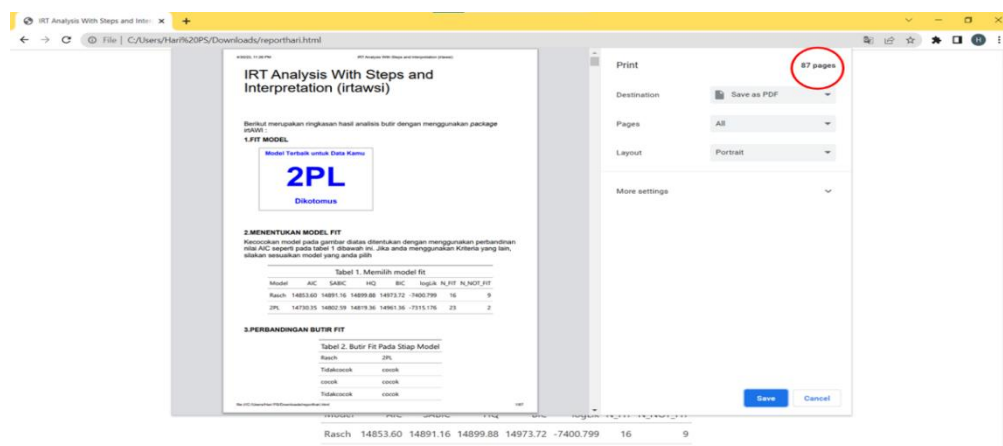 IRT Analysis With Steps and Inter
File | C:/Users/Hari%20PS/Downloads/reporthari.html
IRT Analysis With Steps and
Interpretation (irtawsi)
Berikut merupakan ringkasan hasil analisis butir dengan menggunakan package
irtAWI :
1.FIT MODEL
Model Terbaik untuk Data Kamu
2PL
Dikotomus
2.MENENTUKAN MODEL FIT
Kecocokan model pada gambar diatas ditentukan dengan menggunakan perbandinan
nilai AIC seperti pada tabel 1 dibawah ini. Jika anda menggunakan Kriteria yang lain,
silakan sesuaikan model yang anda pilih
Tabel 1. Memilih model fit
Model AIC SABIC HQ BIC logLik N_FIT N_NOT_FIT
Rasch 14853.60 14891.16 14899.88 14973.72 -7400.799 16 9
2PL 14730.35 14802.59 14819.36 14961.36 -7315.176 23 2
3.PERBANDINGAN BUTIR FIT
Tabel 2. Butir Fit Pada Stiap Model
Rasch 2PL
Tidakcocok cocok
cocok cocok
Tidakcocok cocok
1/87
Print 87 pages
Destination Save as PDF
Pages All
Layout Portrait
More settings
Save Cancel
Rasch 14853.60 14891.16 14899.88 14973.72 -7400.799 16 9